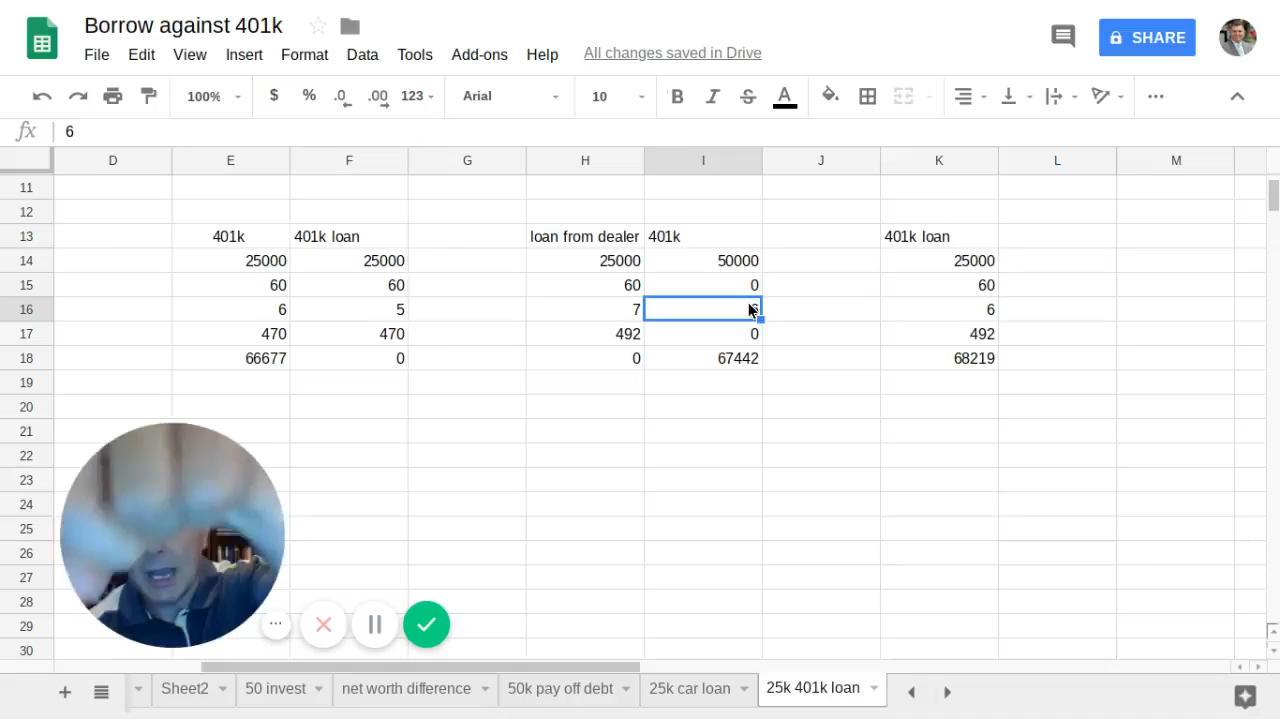 Borrow against 401k
File Edit View Insert Format Data Tools Add-ons Help All changes saved in Drive
SHARE
100% $ % .0 .00 123 Arial 10 B I S A
fx 6
D E F G H I J K L M
11
12
13 401k 401k loan loan from dealer 401k 401k loan
14 25000 25000 25000 50000 25000
15 60 60 60 0 60
16 6 5 7 6
17 470 470 492 0 492
18 66677 0 0 67442 68219
19
20
21
22
23
24
25
26
27
28
29
30
Sheet2 50 invest net worth difference 50k pay off debt 25k car loan 25k 401k loan